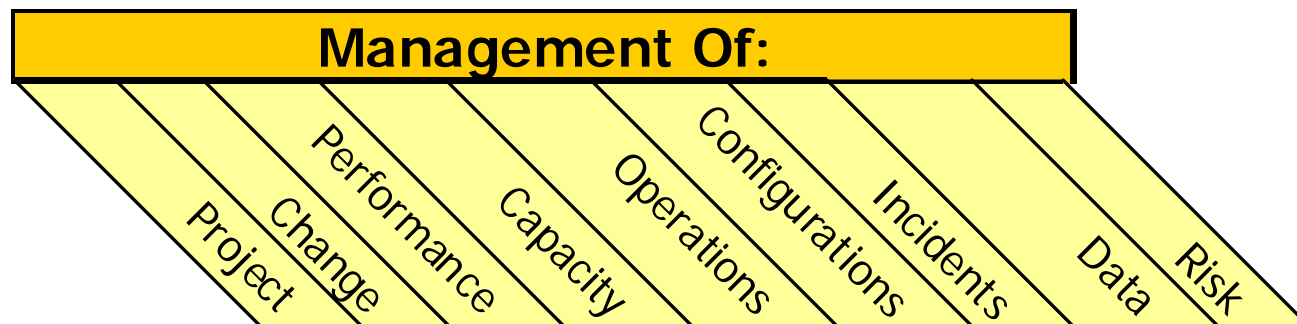 Management Of:
Project
Change
Performance
Capacity
Operations
Configurations
Incidents
Data
Risk